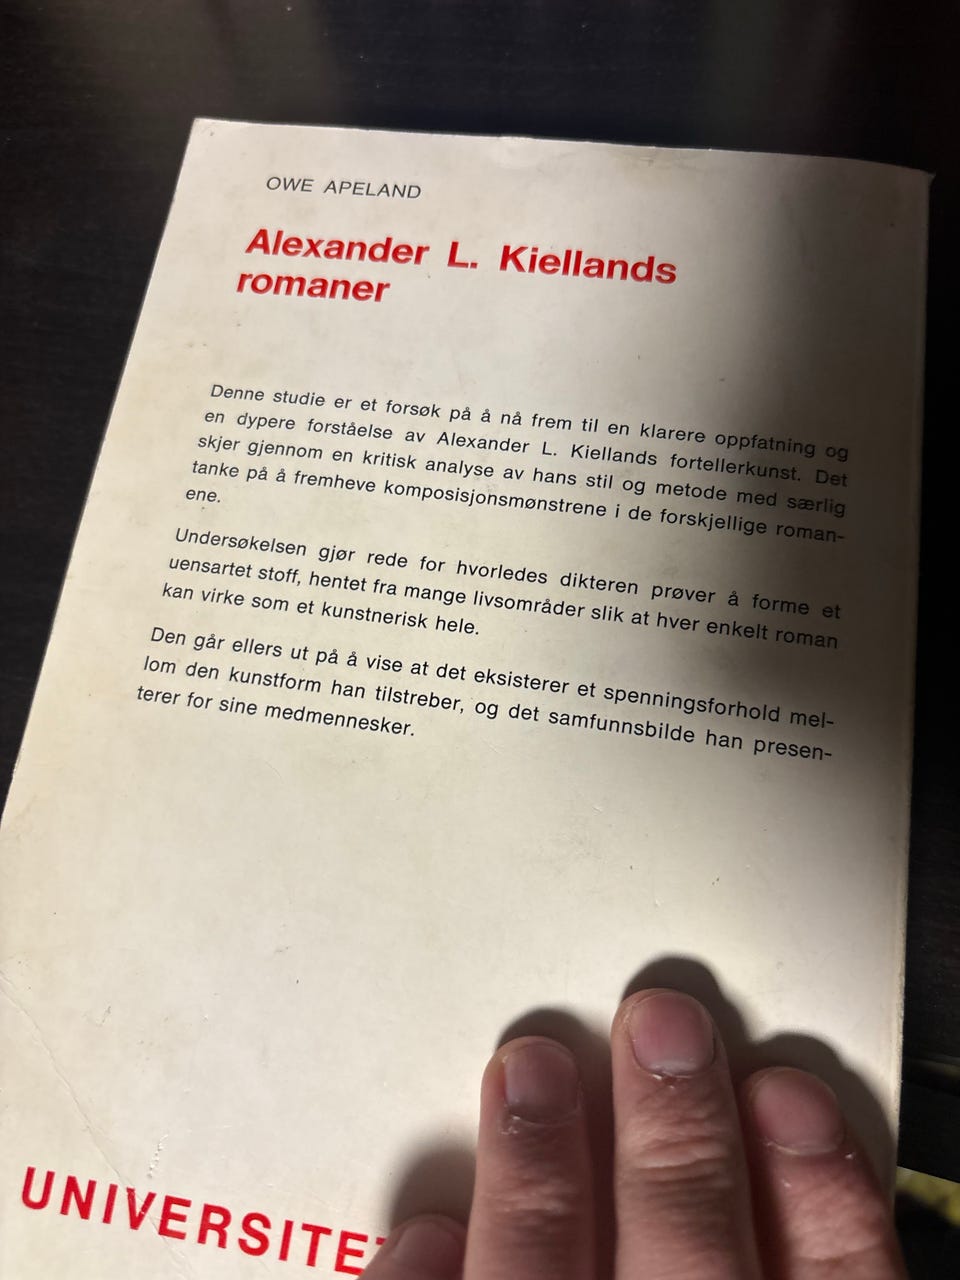 OWE APELAND
Alexander L. Kiellands
romaner
Denne studie er et forsøk på å nå frem til en klarere oppfatning og
en dypere forståelse av Alexander L. Kiellands fortellerkunst. Det
skjer gjennom en kritisk analyse av hans stil og metode med særlig
tanke på å fremheve komposisjonsmønstrene i de forskjellige roman-
ene.
Undersøkelsen gjør rede for hvorledes dikteren prøver å forme et
uensartet stoff, hentet fra mange livsområder slik at hver enkelt roman
kan virke som et kunstnerisk hele.
Den går ellers ut på å vise at det eksisterer et spenningsforhold mel-
lom den kunstform han tilstreber, og det samfunnsbilde han presen-
terer for sine medmennesker.